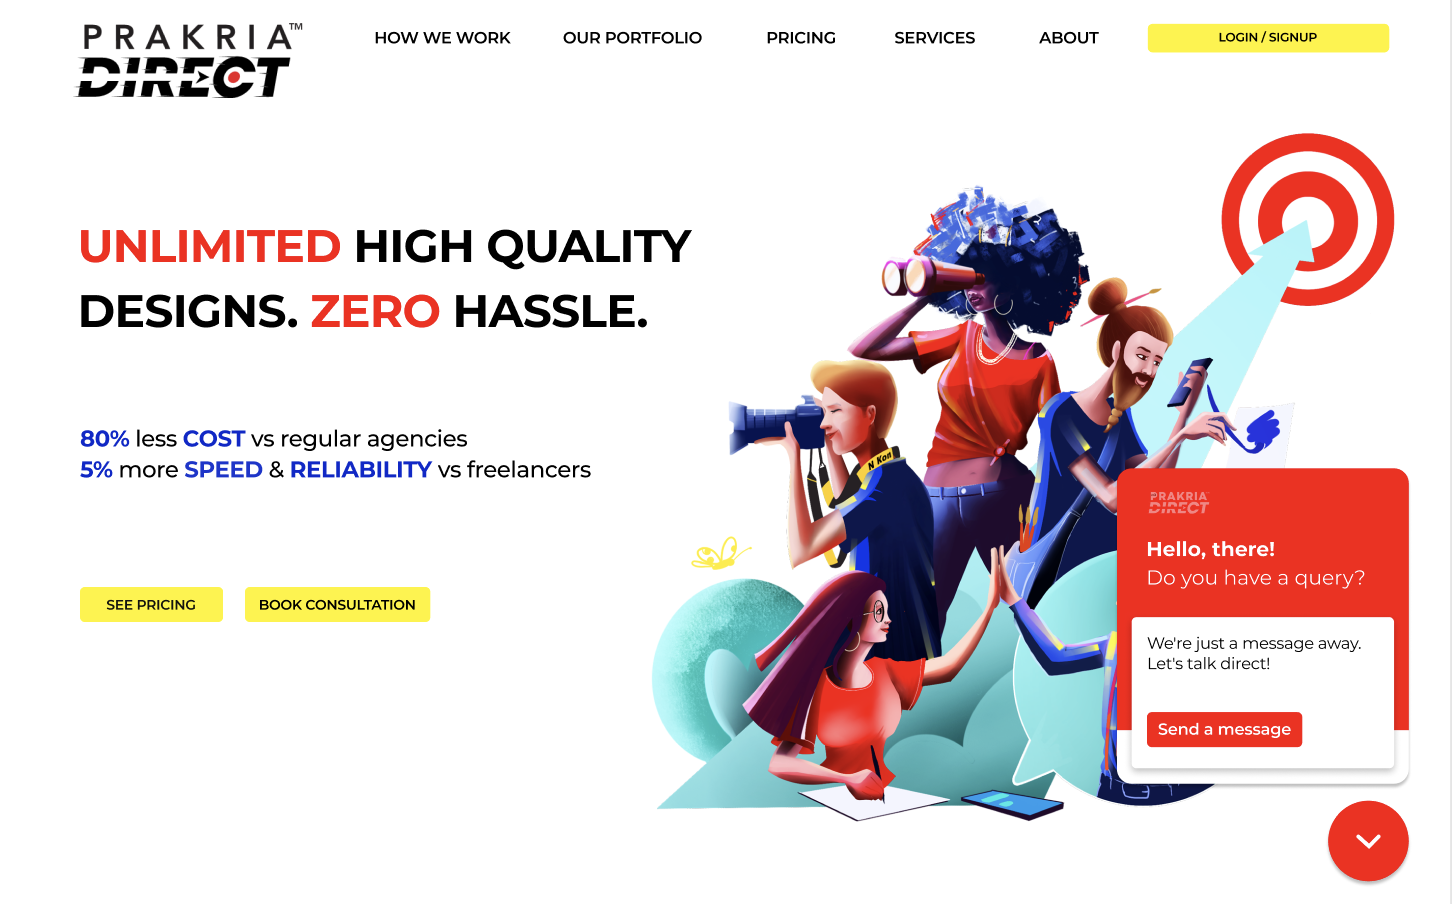 PRAKRIA™
DIRECT
HOW WE WORK
OUR PORTFOLIO
PRICING
SERVICES
ABOUT
LOGIN / SIGNUP
UNLIMITED HIGH QUALITY
DESIGNS. ZERO HASSLE.
80% less COST vs regular agencies
5% more SPEED & RELIABILITY vs freelancers
SEE PRICING
BOOK CONSULTATION
N Kon
PRAKRIA
DIRECT
Hello, there!
Do you have a query?
We're just a message away.
Let's talk direct!
Send a message